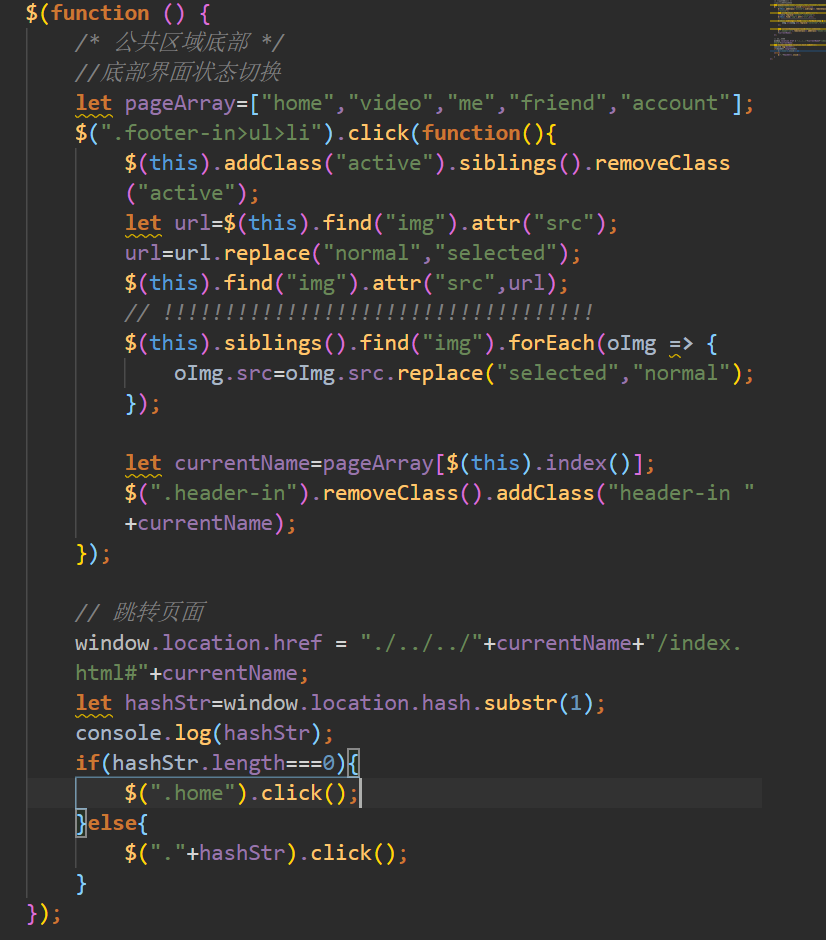 $(function () {
/* 公共区域底部 */
//底部界面状态切换
let pageArray=["home","video","me","friend","account"];
$(".footer-in>ul>li").click(function(){
$(this).addClass("active").siblings().removeClass
("active");
let url=$(this).find("img").attr("src");
url=url.replace("normal","selected");
$(this).find("img").attr("src",url);
// !!!!!!!!!!!!!!!!!!!!!!!!!!!!!!!!!!!
$(this).siblings().find("img").forEach(oImg => {
oImg.src=oImg.src.replace("selected","normal");
});
let currentName=pageArray[$(this).index()];
$(".header-in").removeClass().addClass("header-in "
+currentName);
});
// 跳转页面
window.location.href = "./../../"+currentName+"/index.
html#"+currentName;
let hashStr=window.location.hash.substr(1);
console.log(hashStr);
if(hashStr.length===0){
$(".home").click();
}else{
$("."+hashStr).click();
}
});